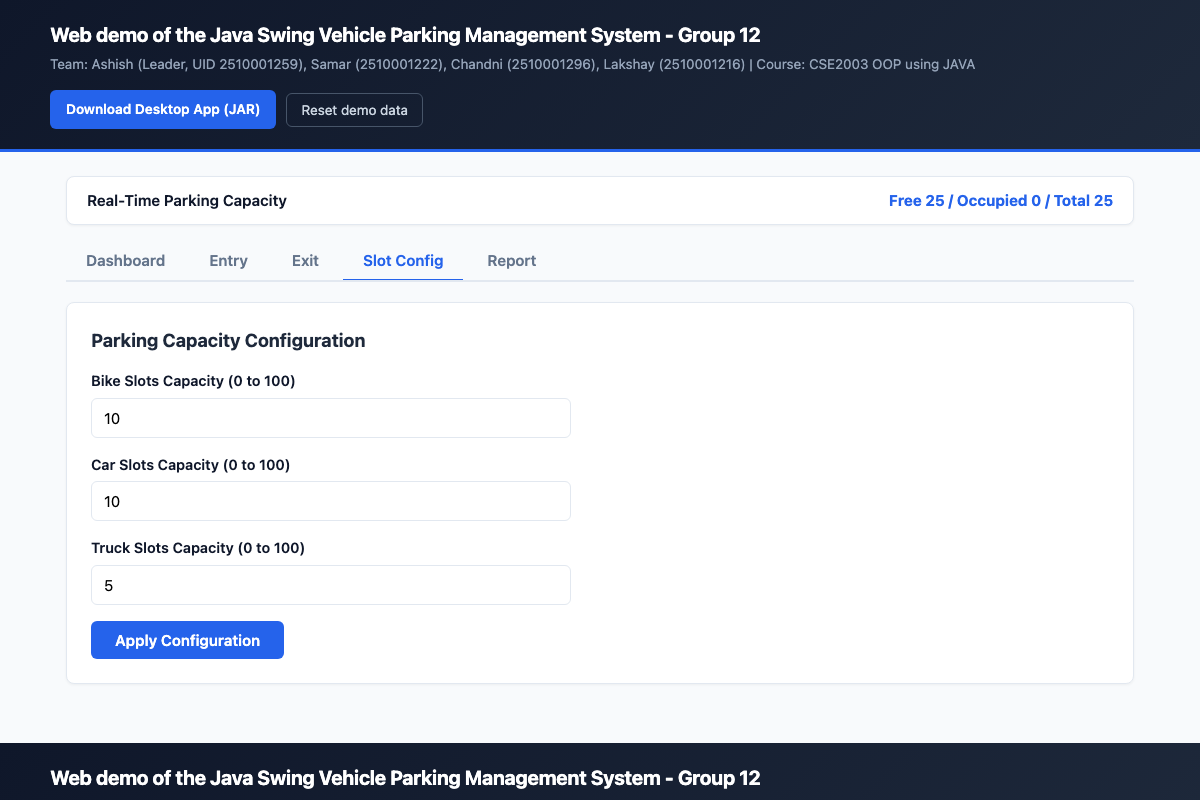 Web demo of the Java Swing Vehicle Parking Management System - Group 12
Team: Ashish (Leader, UID 2510001259), Samar (2510001222), Chandni (2510001296), Lakshay (2510001216) | Course: CSE2003 OOP using JAVA
Download Desktop App (JAR) Reset demo data
Real-Time Parking Capacity Free 25 / Occupied 0 / Total 25
Dashboard Entry Exit Slot Config Report
Parking Capacity Configuration
Bike Slots Capacity (0 to 100)
10
Car Slots Capacity (0 to 100)
10
Truck Slots Capacity (0 to 100)
5
Apply Configuration
Web demo of the Java Swing Vehicle Parking Management System - Group 12